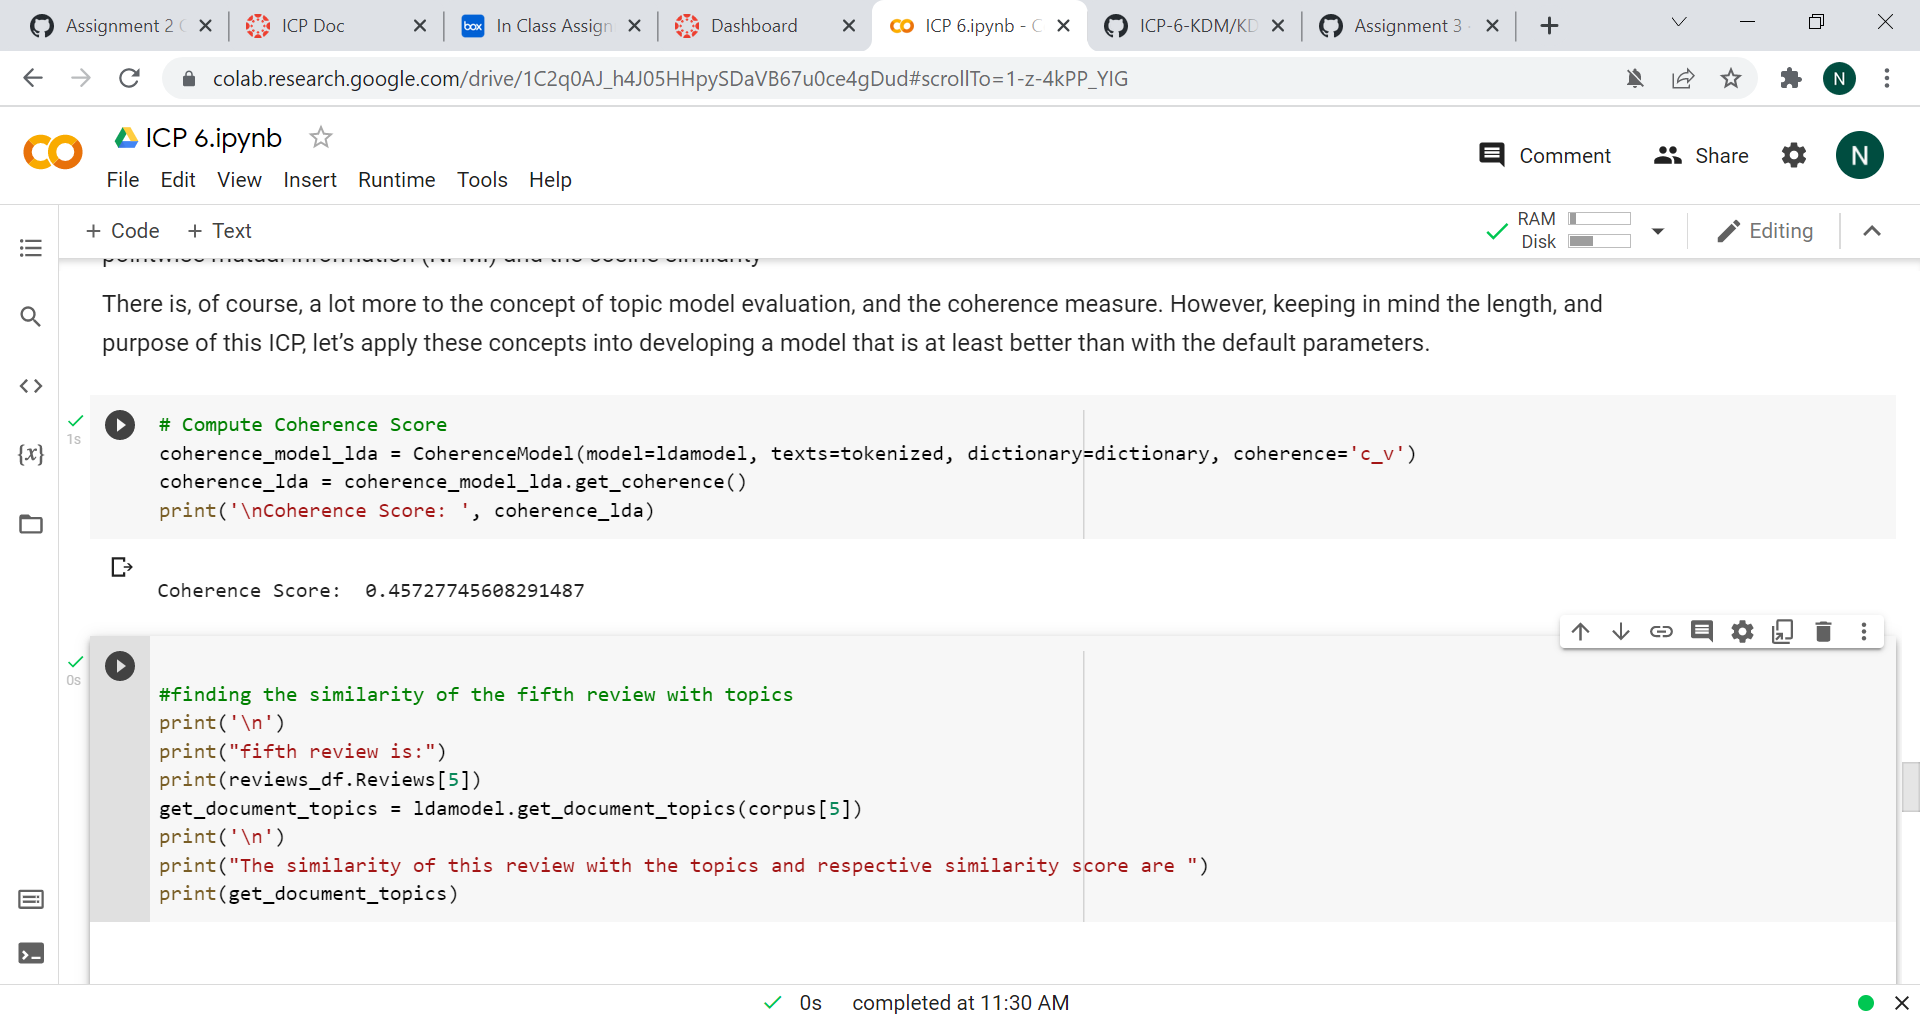 Assignment 2
ICP Doc
In Class Assign
Dashboard
ICP 6.ipynb - C
ICP-6-KDM/KD
Assignment 3
colab.research.google.com/drive/1C2q0AJ_h4J05HHpySDaVB67u0ce4gDud#scrollTo=1-z-4kPP_YIG
N
ICP 6.ipynb
File Edit View Insert Runtime Tools Help
Comment
Share
N
+ Code + Text
RAM
Disk
Editing
pointwise mutual information (NPMI) and the cosine similarity
There is, of course, a lot more to the concept of topic model evaluation, and the coherence measure. However, keeping in mind the length, and
purpose of this ICP, let’s apply these concepts into developing a model that is at least better than with the default parameters.
1s
# Compute Coherence Score
coherence_model_lda = CoherenceModel(model=ldamodel, texts=tokenized, dictionary=dictionary, coherence='c_v')
coherence_lda = coherence_model_lda.get_coherence()
print('\nCoherence Score: ', coherence_lda)
Coherence Score:  0.45727745608291487
0s
#finding the similarity of the fifth review with topics
print('\n')
print("fifth review is:")
print(reviews_df.Reviews[5])
get_document_topics = ldamodel.get_document_topics(corpus[5])
print('\n')
print("The similarity of this review with the topics and respective similarity score are ")
print(get_document_topics)
0s completed at 11:30 AM